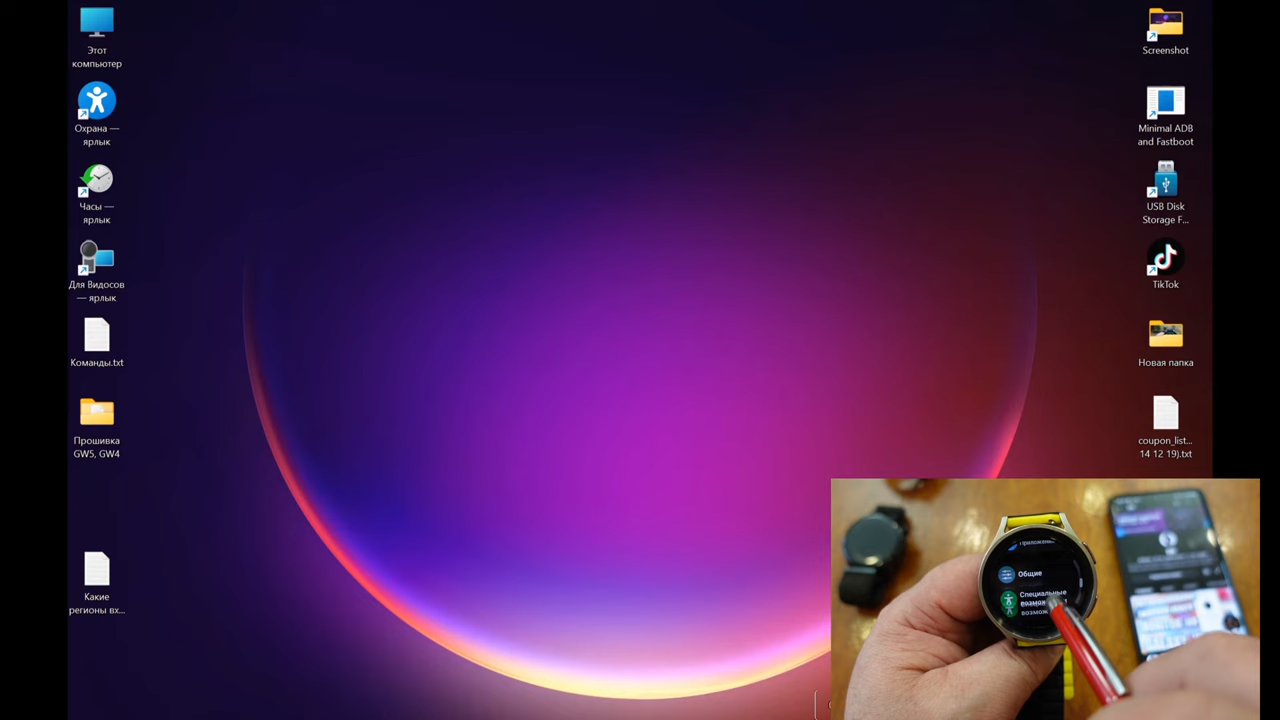 Этот
компьютер
Охрана —
ярлык
Часы —
ярлык
Для Видосов
— ярлык
Команды.txt
Прошивка
GW5, GW4
Какие
регионы вх...
Screenshot
Minimal ADB
and Fastboot
USB Disk
Storage F...
TikTok
Новая папка
coupon_list...
14 12 19).txt
Общие
Специальные